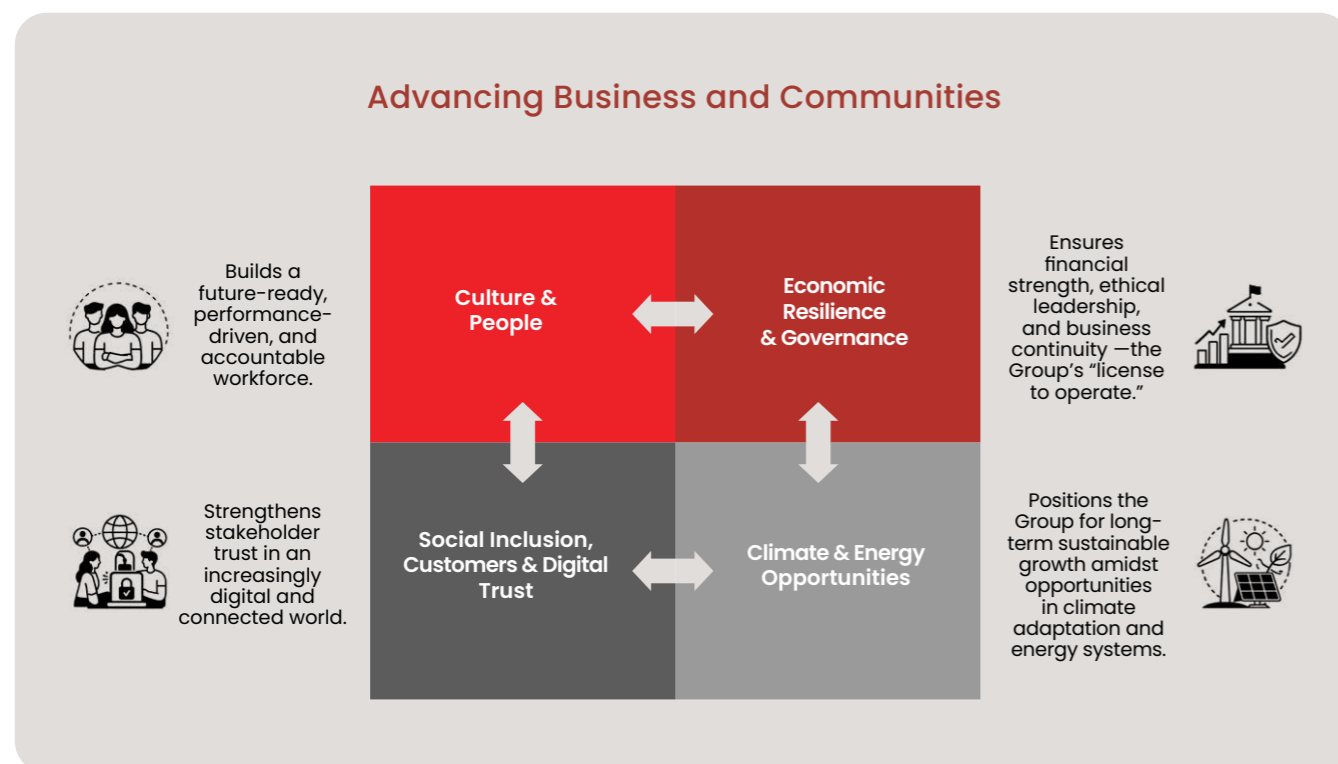 Advancing Business and Communities
Builds a
future-ready,
performance-
driven, and
accountable
workforce.
Culture &
People
Economic
Resilience
& Governance
Ensures
financial
strength, ethical
leadership,
and business
continuity —the
Group’s “license
to operate.”
Strengthens
stakeholder
trust in an
increasingly
digital and
connected world.
Social Inclusion,
Customers & Digital
Trust
Climate & Energy
Opportunities
Positions the
Group for long-
term sustainable
growth amidst
opportunities
in climate
adaptation and
energy systems.